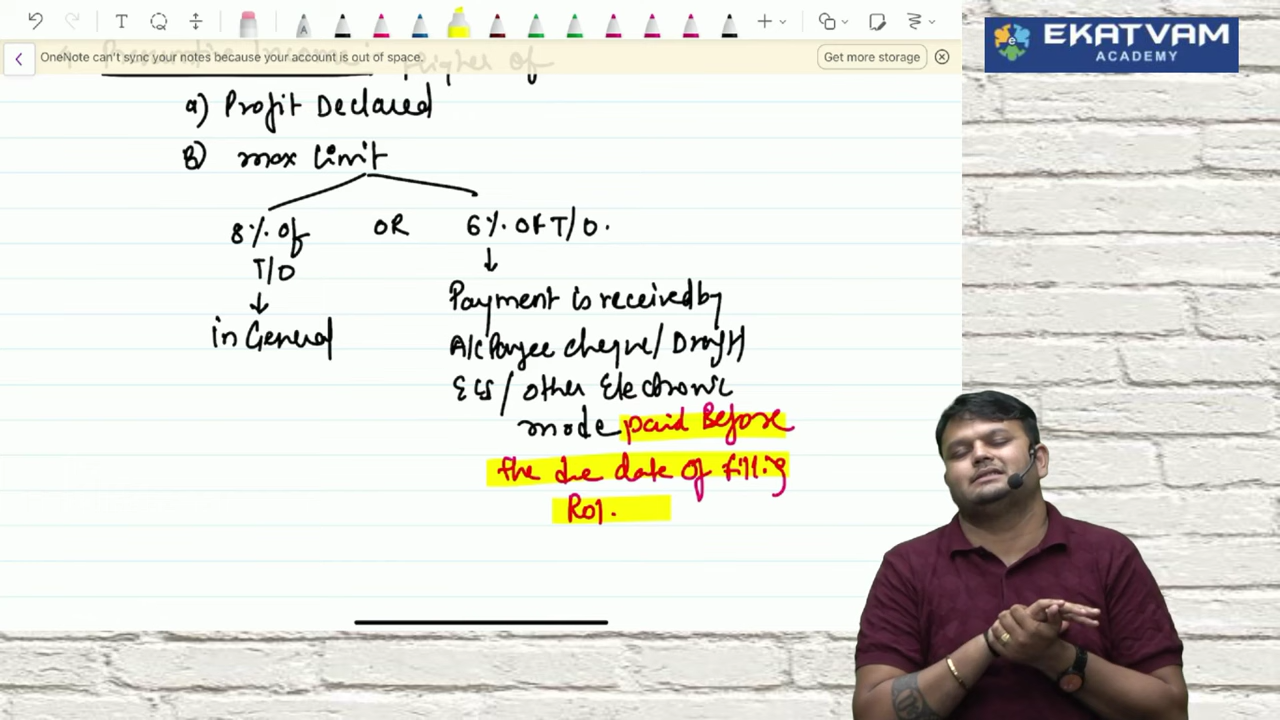 EKATVAM
ACADEMY
OneNote can't sync your notes because your account is out of space.
Get more storage
Higher of
a) Profit Declared
B) max Limit
8% of OR 6% OF T/O.
T/O
Payment is received by
in General
A/c Payee cheque / Draft
ECS / Other Electronic
mode paid Before
the due date of filling
ROI.